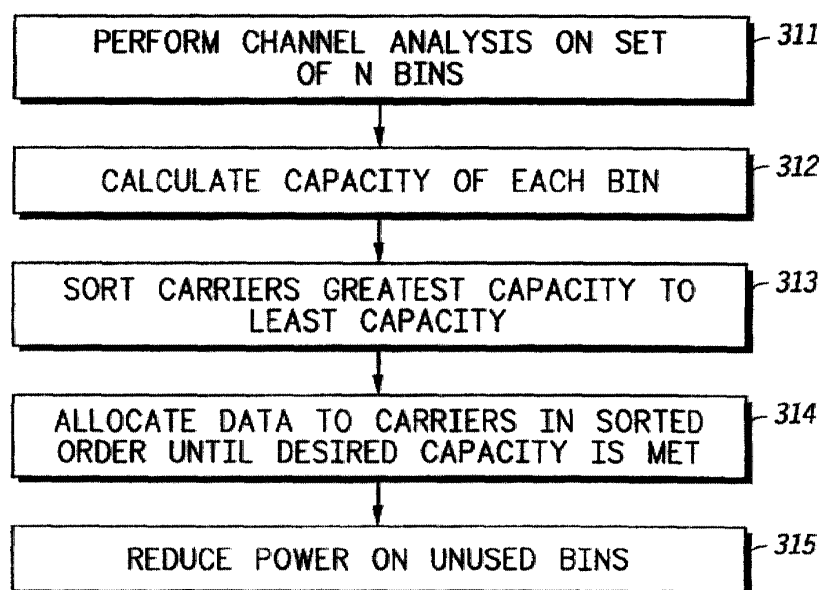 PERFORM CHANNEL ANALYSIS ON SET
OF N BINS
311
CALCULATE CAPACITY OF EACH BIN
312
SORT CARRIERS GREATEST CAPACITY TO
LEAST CAPACITY
313
ALLOCATE DATA TO CARRIERS IN SORTED
ORDER UNTIL DESIRED CAPACITY IS MET
314
REDUCE POWER ON UNUSED BINS
315